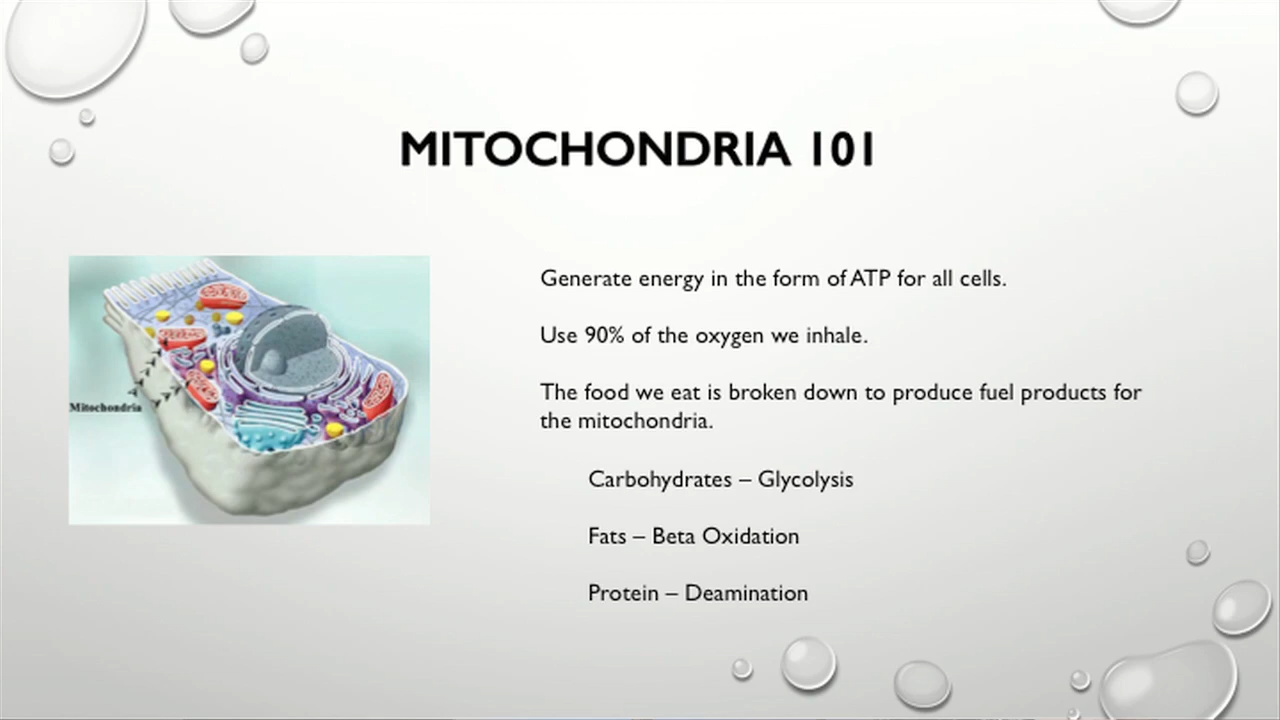 MITOCHONDRIA 101
Mitochondria
Generate energy in the form of ATP for all cells.
Use 90% of the oxygen we inhale.
The food we eat is broken down to produce fuel products for
the mitochondria.
Carbohydrates – Glycolysis
Fats – Beta Oxidation
Protein – Deamination